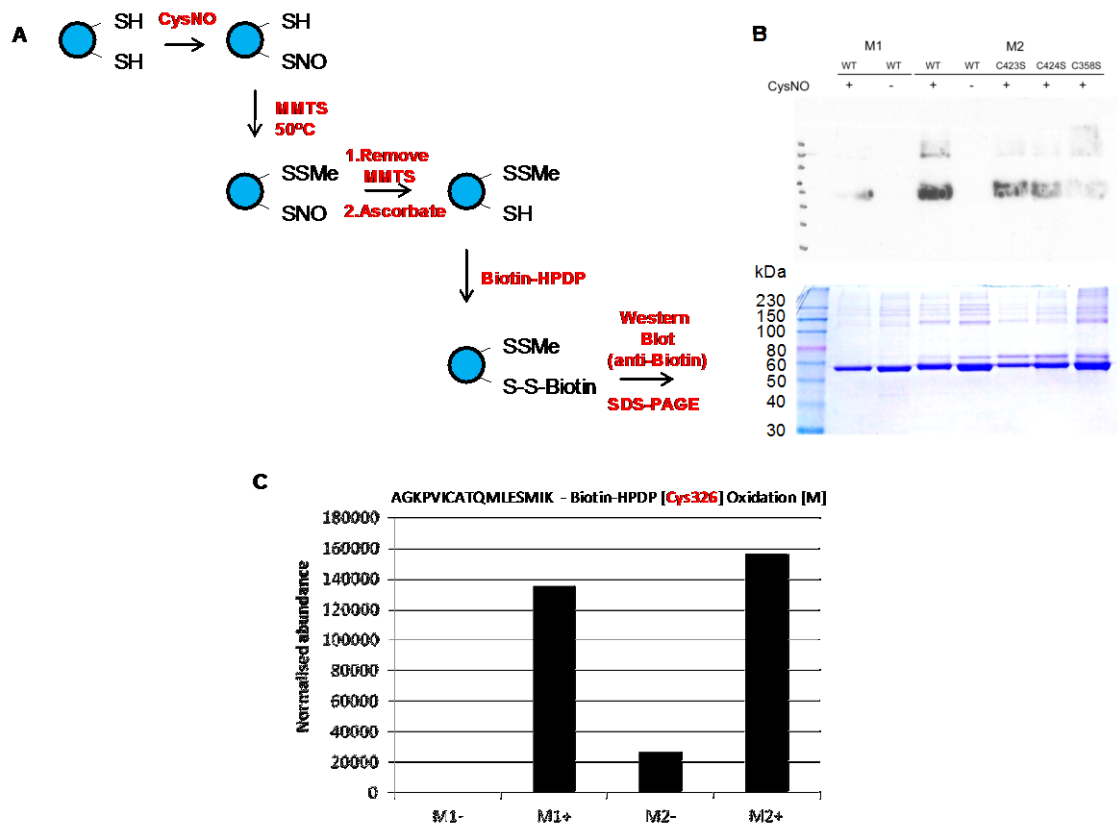 A
SH
SH
CysNO
SH
SNO
MMTS
50ºC
SSMe
SNO
1.Remove
MMTS
2.Ascorbate
SSMe
SH
Biotin-HPDP
SSMe
S-S-Biotin
Western
Blot
(anti-Biotin)
SDS-PAGE
B
M1 M2
WT WT WT WT C423S C424S C358S
CysNO + - + - + + +
kDa
230
150
100
80
60
50
40
30
C
AGKPVICATQMLESMIK - Biotin-HPDP [Cys326] Oxidation [M]
Normalised abundance
180000
160000
140000
120000
100000
80000
60000
40000
20000
0
M1- M1+ M2- M2+